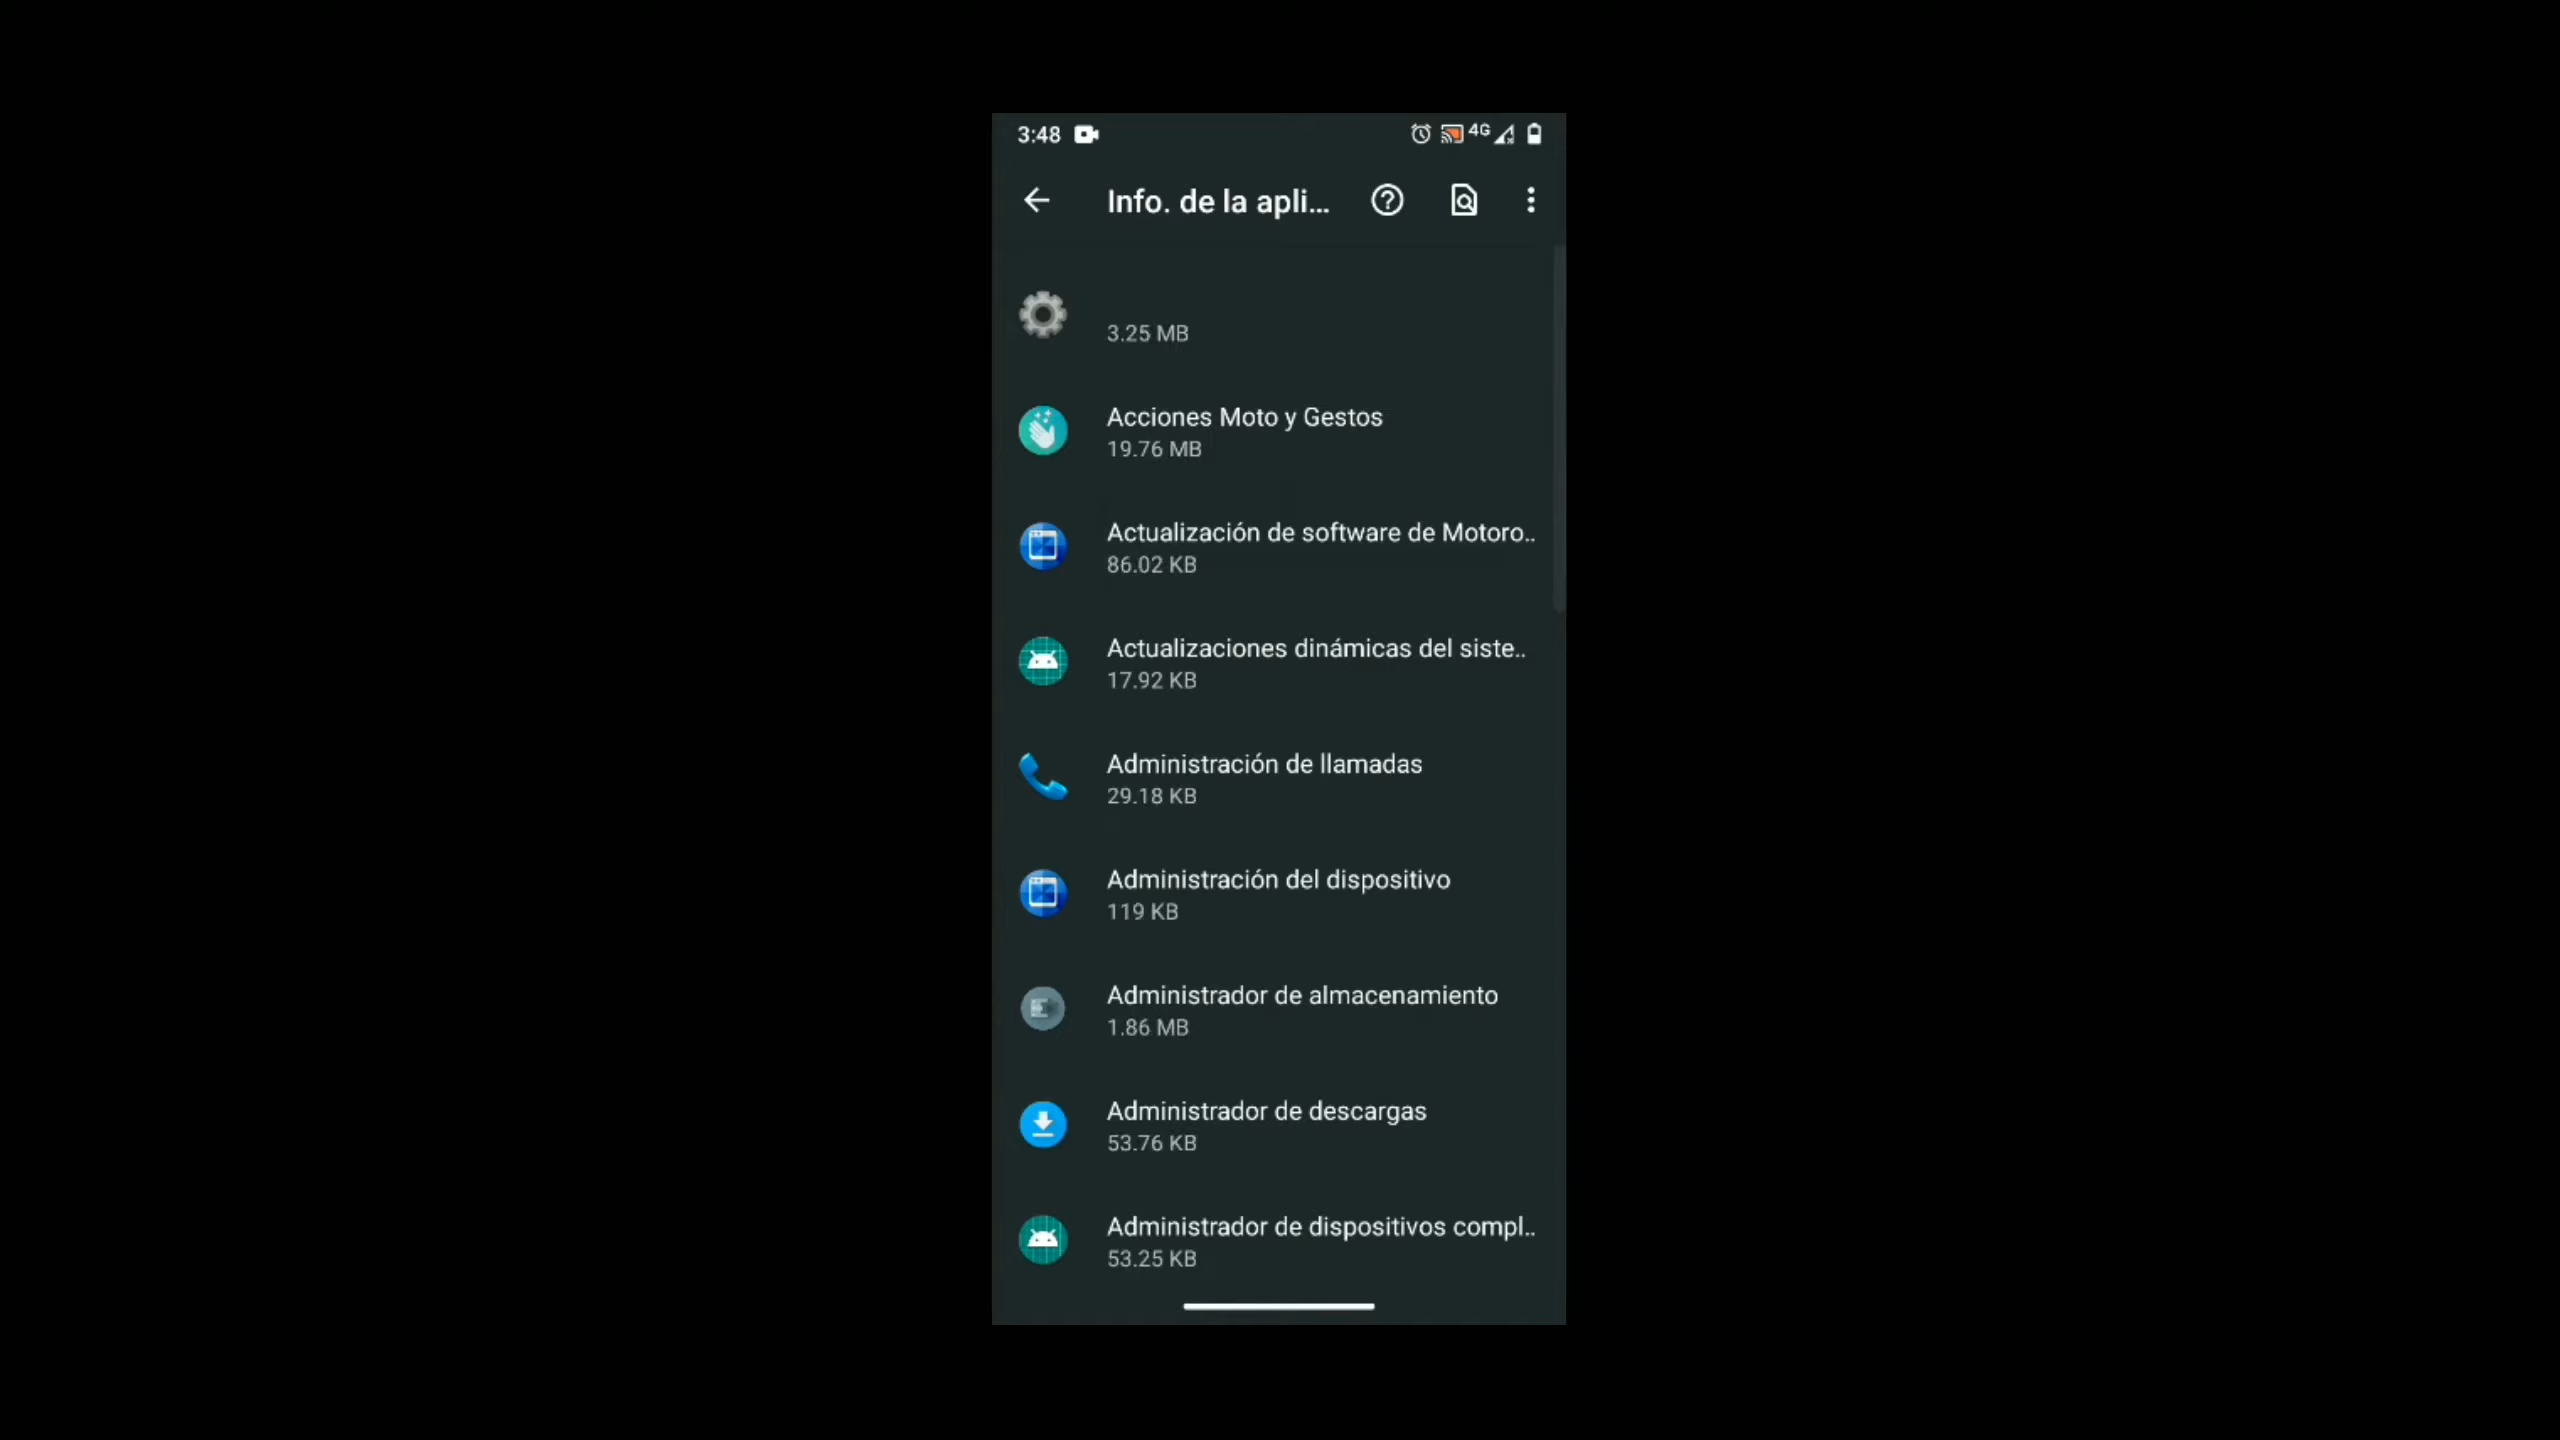 3:48
4G
Info. de la apli...
3.25 MB
Acciones Moto y Gestos
19.76 MB
Actualización de software de Motoro..
86.02 KB
Actualizaciones dinámicas del siste..
17.92 KB
Administración de llamadas
29.18 KB
Administración del dispositivo
119 KB
Administrador de almacenamiento
1.86 MB
Administrador de descargas
53.76 KB
Administrador de dispositivos compl..
53.25 KB